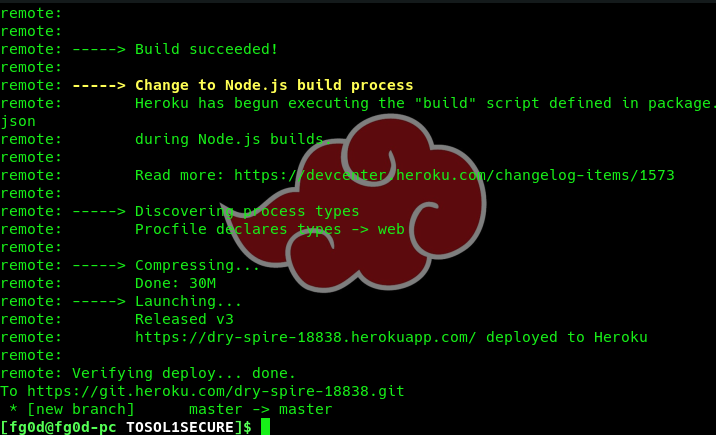 remote:
remote:
remote: -----> Build succeeded!
remote:
remote: -----> Change to Node.js build process
remote:        Heroku has begun executing the "build" script defined in package.
json
remote:        during Node.js builds.
remote:
remote:        Read more: https://devcenter.heroku.com/changelog-items/1573
remote:
remote: -----> Discovering process types
remote:        Procfile declares types -> web
remote:
remote: -----> Compressing...
remote:        Done: 30M
remote: -----> Launching...
remote:        Released v3
remote:        https://dry-spire-18838.herokuapp.com/ deployed to Heroku
remote:
remote: Verifying deploy... done.
To https://git.heroku.com/dry-spire-18838.git
 * [new branch]      master -> master
[fg0d@fg0d-pc TOSOL1SECURE]$